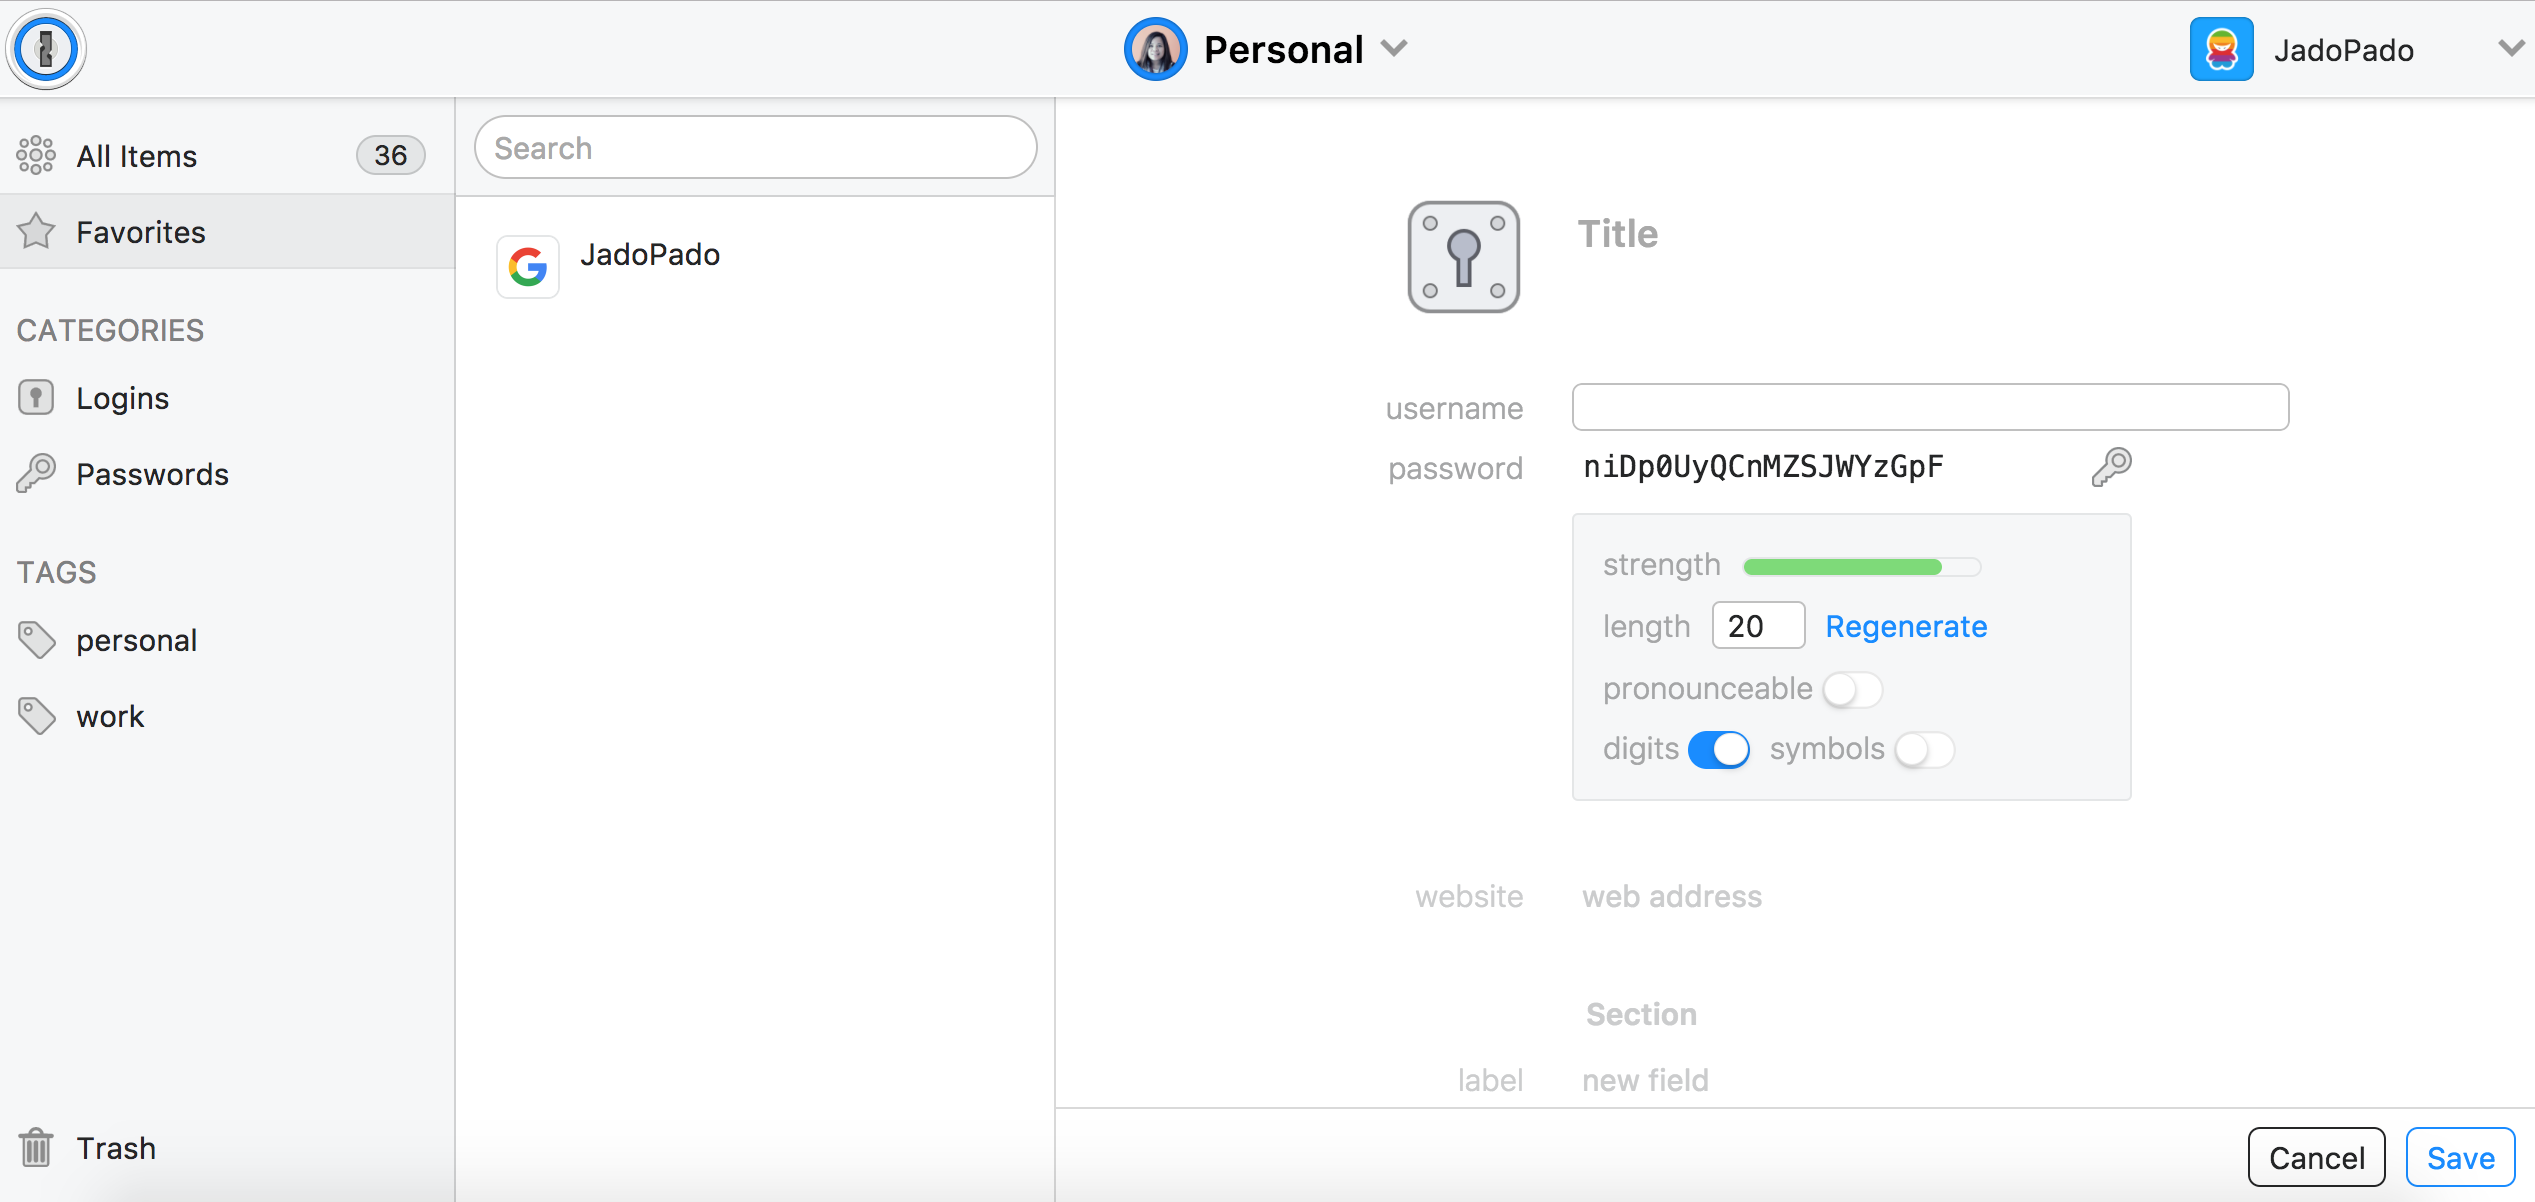 Personal
JadoPado
All Items 36
Favorites
CATEGORIES
Logins
Passwords
TAGS
personal
work
Trash
Search
JadoPado
Title
username
password niDp0UyQCnMZSJWYzGpF
strength
length 20 Regenerate
pronounceable
digits symbols
website web address
Section
label new field
Cancel Save